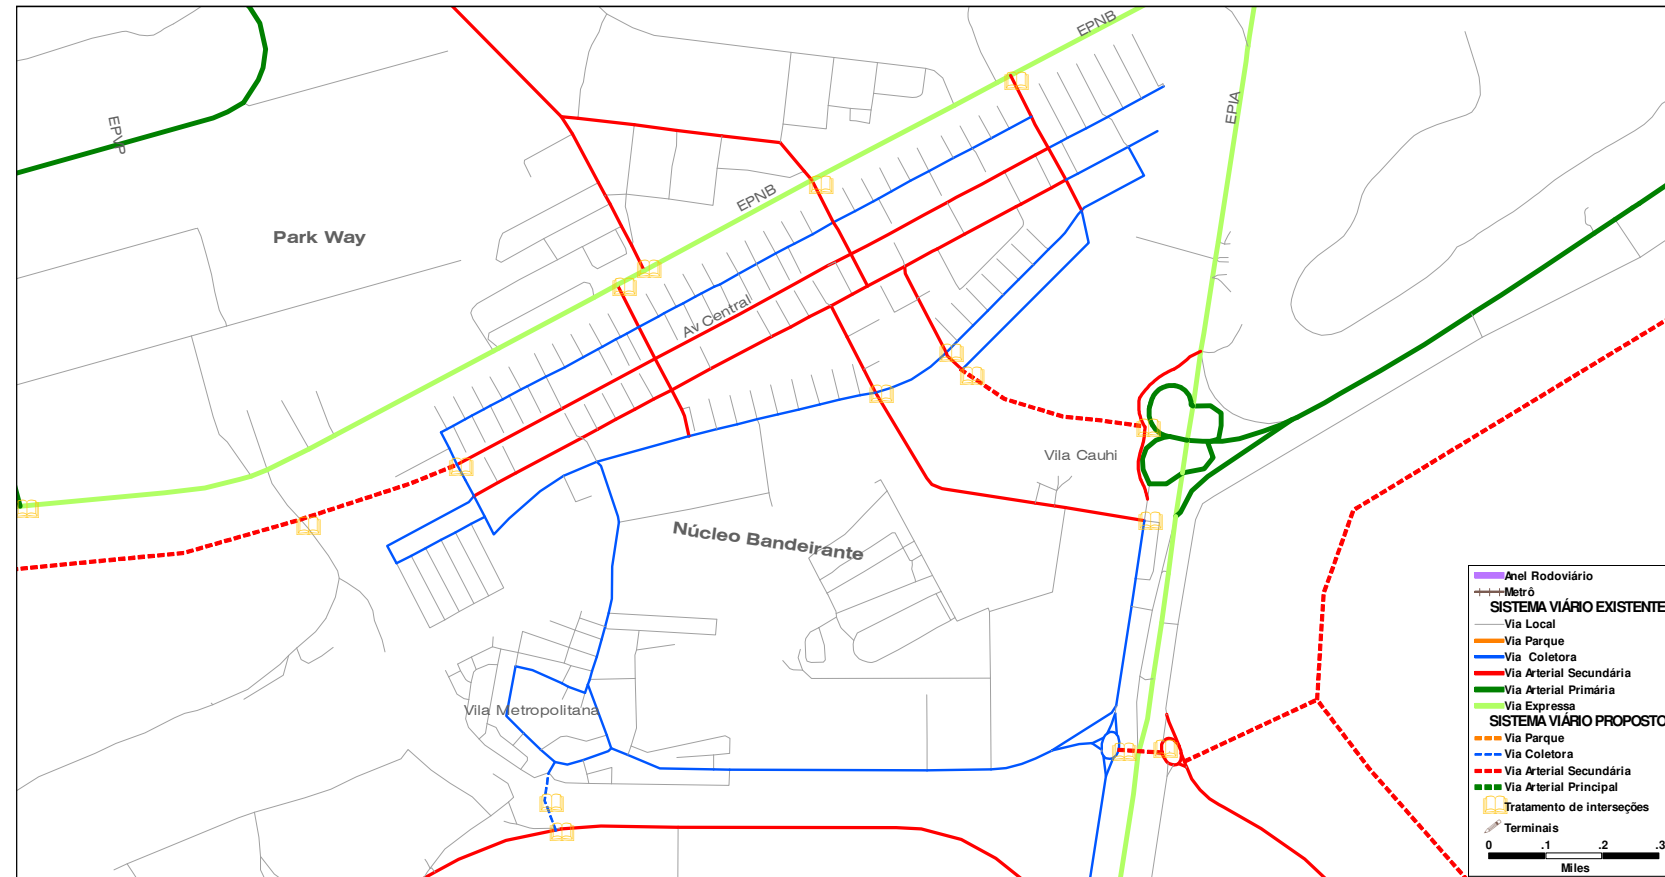 EPNB
EPIA
EPVP
EPNB
Park Way
Av Central
Vila Cauhi
Núcleo Bandeirante
Vila Metropolitana
Anel Rodoviário
Metrô
SISTEMA VIÁRIO EXISTENTE
Via Local
Via Parque
Via Coletora
Via Arterial Secundária
Via Arterial Primária
Via Expressa
SISTEMA VIÁRIO PROPOSTO
Via Parque
Via Coletora
Via Arterial Secundária
Via Arterial Principal
Tratamento de interseções
Terminais
0 .1 .2 .3
Miles